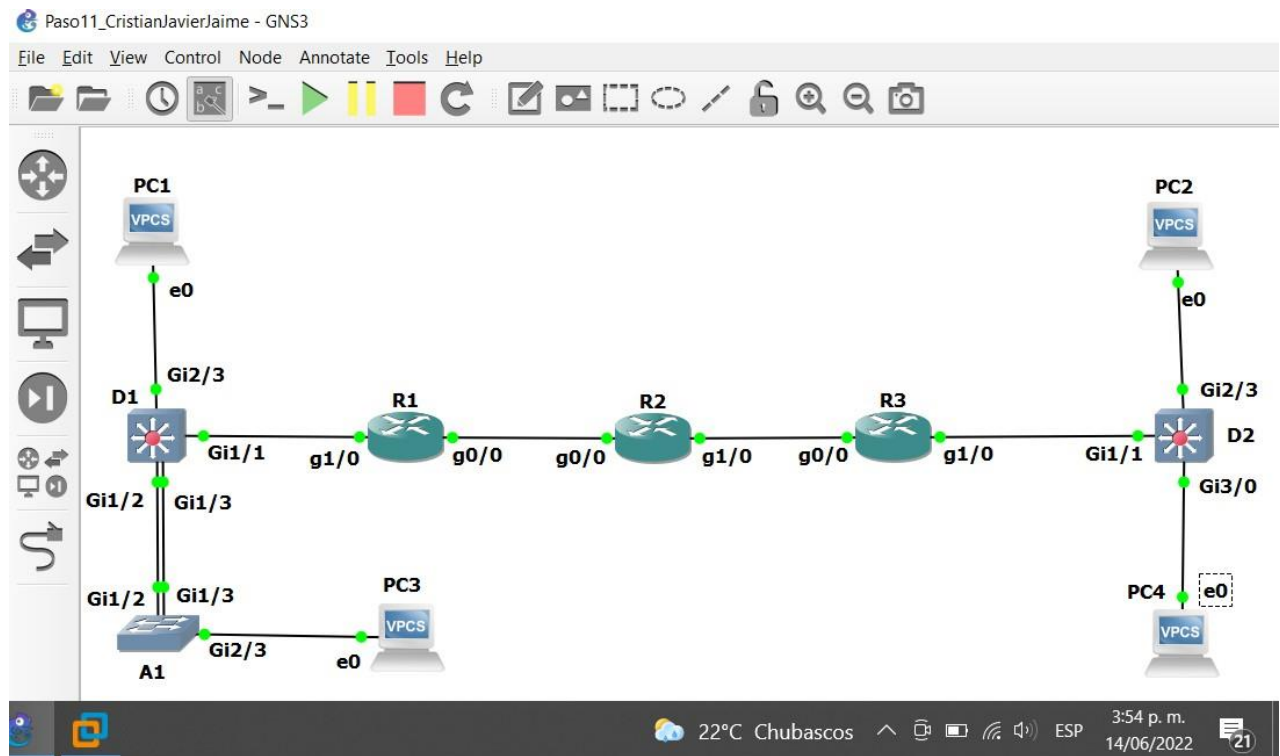 Paso11_CristianJavierJaime - GNS3
File Edit View Control Node Annotate Tools Help
PC1
VPCS
e0
PC2
VPCS
e0
Gi2/3
D1
Gi1/1
R1
g1/0
g0/0
R2
g0/0
g1/0
R3
g0/0
g1/0
Gi2/3
D2
Gi1/1
Gi3/0
Gi1/2
Gi1/3
Gi1/2
Gi1/3
A1
Gi2/3
PC3
VPCS
e0
PC4
e0
VPCS
22°C Chubascos
ESP
3:54 p. m.
14/06/2022
21